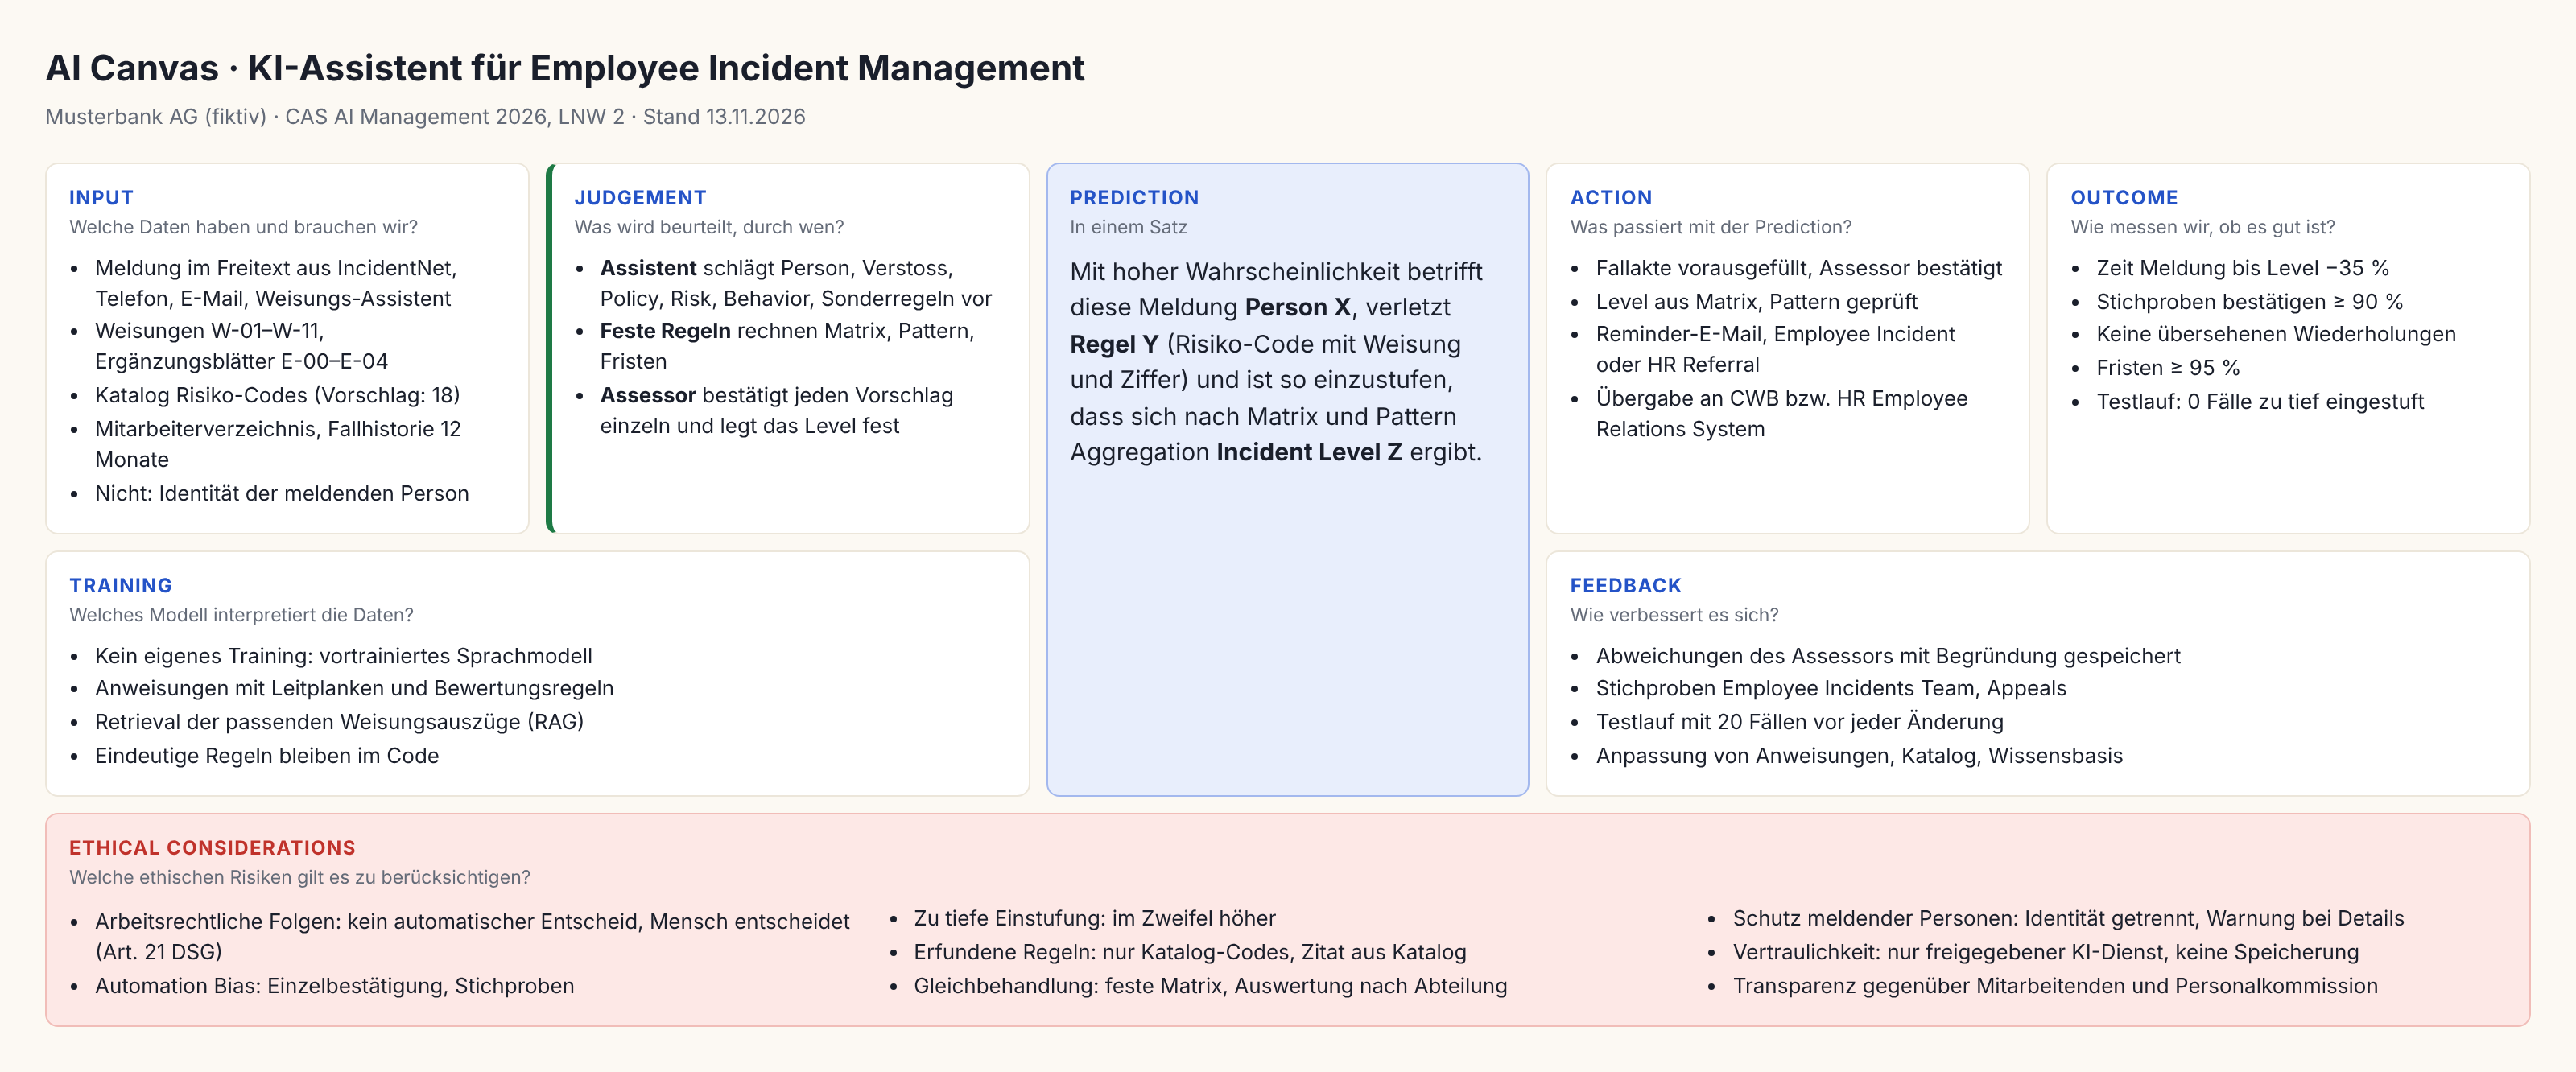 AI Canvas · KI-Assistent für Employee Incident Management
Musterbank AG (fiktiv) · CAS AI Management 2026, LNW 2 · Stand 13.11.2026
INPUT
Welche Daten haben und brauchen wir?
• Meldung im Freitext aus IncidentNet,
Telefon, E-Mail, Weisungs-Assistent
• Weisungen W-01–W-11,
Ergänzungsblätter E-00–E-04
• Katalog Risiko-Codes (Vorschlag: 18)
• Mitarbeiterverzeichnis, Fallhistorie 12
Monate
• Nicht: Identität der meldenden Person
JUDGEMENT
Was wird beurteilt, durch wen?
• Assistent schlägt Person, Verstoss,
Policy, Risk, Behavior, Sonderregeln vor
• Feste Regeln rechnen Matrix, Pattern,
Fristen
• Assessor bestätigt jeden Vorschlag
einzeln und legt das Level fest
PREDICTION
In einem Satz
Mit hoher Wahrscheinlichkeit betrifft
diese Meldung Person X, verletzt
Regel Y (Risiko-Code mit Weisung
und Ziffer) und ist so einzustufen,
dass sich nach Matrix und Pattern
Aggregation Incident Level Z ergibt.
ACTION
Was passiert mit der Prediction?
• Fallakte vorausgefüllt, Assessor bestätigt
• Level aus Matrix, Pattern geprüft
• Reminder-E-Mail, Employee Incident
oder HR Referral
• Übergabe an CWB bzw. HR Employee
Relations System
OUTCOME
Wie messen wir, ob es gut ist?
• Zeit Meldung bis Level −35 %
• Stichproben bestätigen ≥ 90 %
• Keine übersehenen Wiederholungen
• Fristen ≥ 95 %
• Testlauf: 0 Fälle zu tief eingestuft
TRAINING
Welches Modell interpretiert die Daten?
• Kein eigenes Training: vortrainiertes Sprachmodell
• Anweisungen mit Leitplanken und Bewertungsregeln
• Retrieval der passenden Weisungsauszüge (RAG)
• Eindeutige Regeln bleiben im Code
FEEDBACK
Wie verbessert es sich?
• Abweichungen des Assessors mit Begründung gespeichert
• Stichproben Employee Incidents Team, Appeals
• Testlauf mit 20 Fällen vor jeder Änderung
• Anpassung von Anweisungen, Katalog, Wissensbasis
ETHICAL CONSIDERATIONS
Welche ethischen Risiken gilt es zu berücksichtigen?
• Arbeitsrechtliche Folgen: kein automatischer Entscheid, Mensch entscheidet
(Art. 21 DSG)
• Automation Bias: Einzelbestätigung, Stichproben
• Zu tiefe Einstufung: im Zweifel höher
• Erfundene Regeln: nur Katalog-Codes, Zitat aus Katalog
• Gleichbehandlung: feste Matrix, Auswertung nach Abteilung
• Schutz meldender Personen: Identität getrennt, Warnung bei Details
• Vertraulichkeit: nur freigegebener KI-Dienst, keine Speicherung
• Transparenz gegenüber Mitarbeitenden und Personalkommission